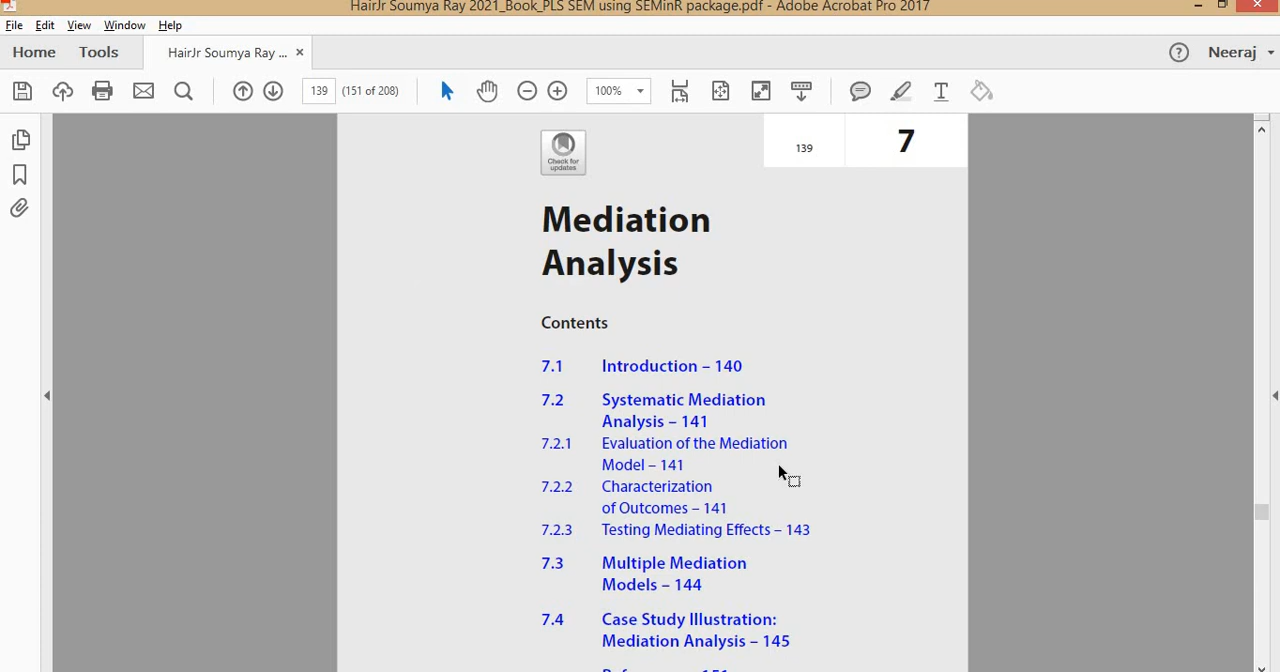 HairJr Soumya Ray 2021_Book_PLS SEM using SEMinR package.pdf - Adobe Acrobat Pro 2017
File Edit View Window Help
Home Tools HairJr Soumya Ray ... × ? Neeraj
139 (151 of 208) 100%
Check for
updates
139 7
Mediation
Analysis
Contents
7.1 Introduction – 140
7.2 Systematic Mediation
Analysis – 141
7.2.1 Evaluation of the Mediation
Model – 141
7.2.2 Characterization
of Outcomes – 141
7.2.3 Testing Mediating Effects – 143
7.3 Multiple Mediation
Models – 144
7.4 Case Study Illustration:
Mediation Analysis – 145